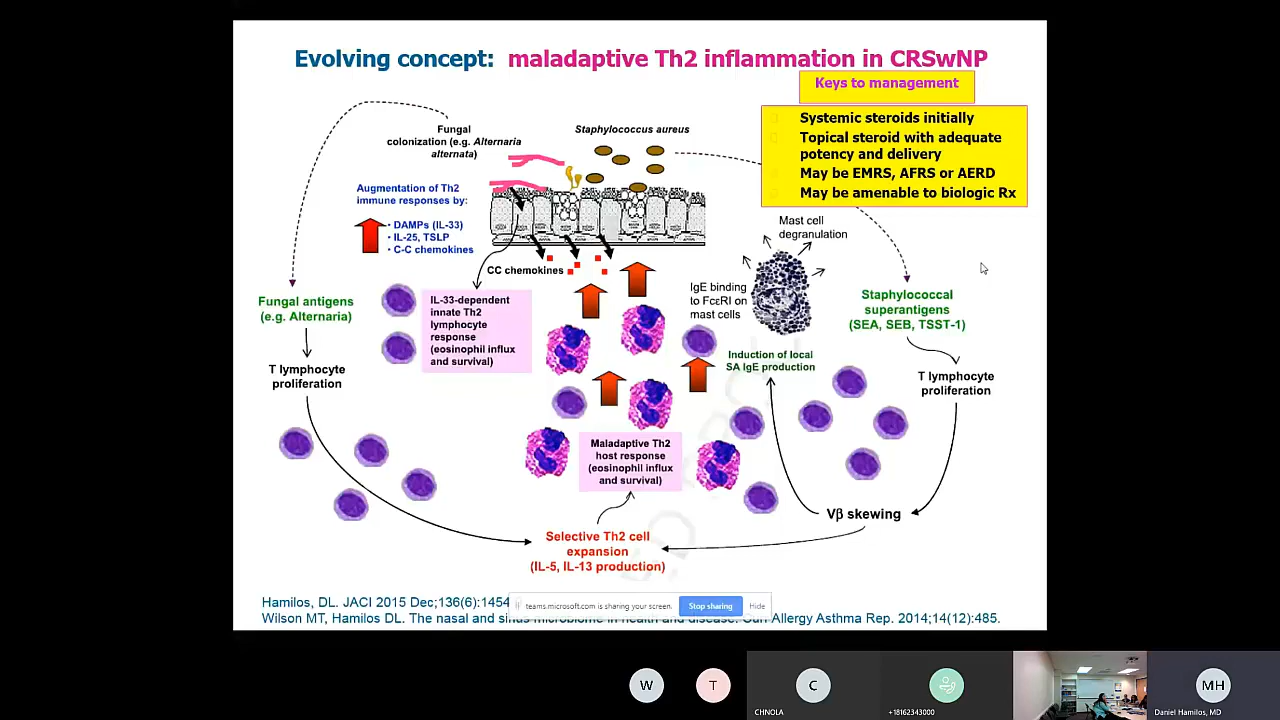 Evolving concept: maladaptive Th2 inflammation in CRSwNP
Keys to management
Systemic steroids initially
Topical steroid with adequate
potency and delivery
May be EMRS, AFRS or AERD
May be amenable to biologic Rx
Fungal
colonization (e.g. Alternaria
alternata)
Staphylococcus aureus
Augmentation of Th2
immune responses by:
• DAMPs (IL-33)
• IL-25, TSLP
• C-C chemokines
CC chemokines
Mast cell
degranulation
IgE binding
to FcεRI on
mast cells
Fungal antigens
(e.g. Alternaria)
IL-33-dependent
innate Th2
lymphocyte
response
(eosinophil influx
and survival)
Staphylococcal
superantigens
(SEA, SEB, TSST-1)
Induction of local
SA IgE production
T lymphocyte
proliferation
T lymphocyte
proliferation
Maladaptive Th2
host response
(eosinophil influx
and survival)
Vβ skewing
Selective Th2 cell
expansion
(IL-5, IL-13 production)
Hamilos, DL. JACI 2015 Dec;136(6):1454
teams.microsoft.com is sharing your screen.
Stop sharing
Hide
Wilson MT, Hamilos DL. The nasal and sinus microbiome in health and disease. Curr Allergy Asthma Rep. 2014;14(12):485.
W
T
C
MH
CHNOLA
+18162343000
Daniel Hamilos, MD